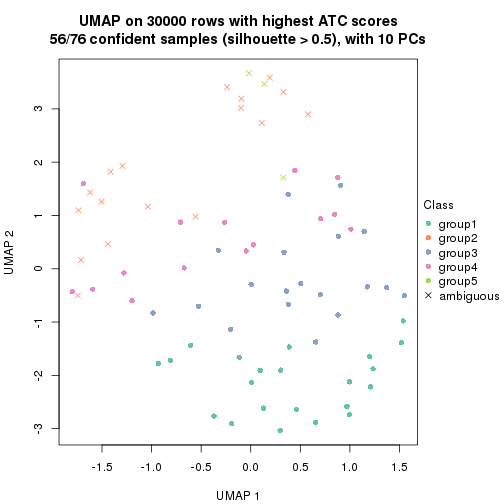 UMAP on 30000 rows with highest ATC scores
56/76 confident samples (silhouette > 0.5), with 10 PCs
3
2
1
0
-1
-2
-3
UMAP 2
-1.5 -1.0 -0.5 0.0 0.5 1.0 1.5
UMAP 1
Class
group1
group2
group3
group4
group5
ambiguous